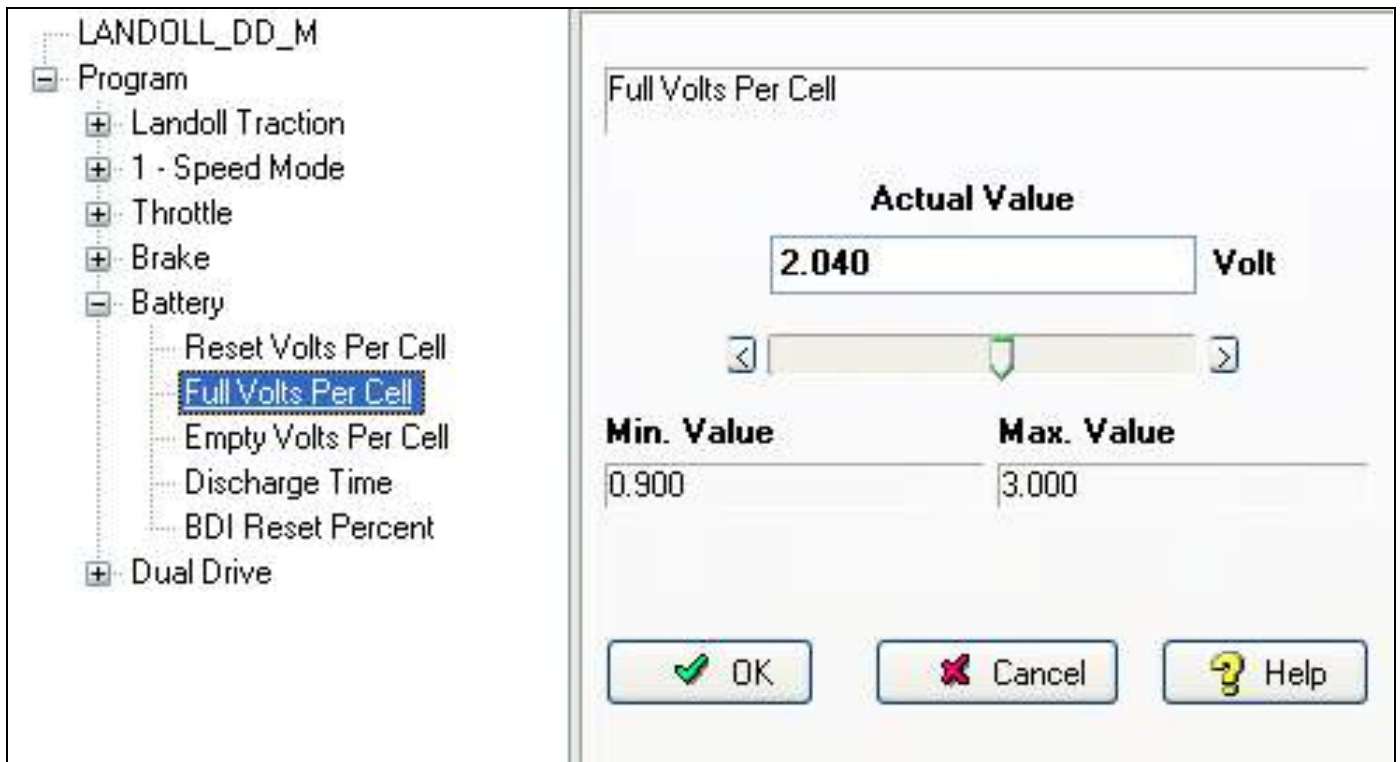 LANDOLL_DD_M
Program
Landoll Traction
1 - Speed Mode
Throttle
Brake
Battery
Reset Volts Per Cell
Full Volts Per Cell
Empty Volts Per Cell
Discharge Time
BDI Reset Percent
Dual Drive
Full Volts Per Cell
Actual Value
2.040 Volt
Min. Value Max. Value
0.900 3.000
OK Cancel Help